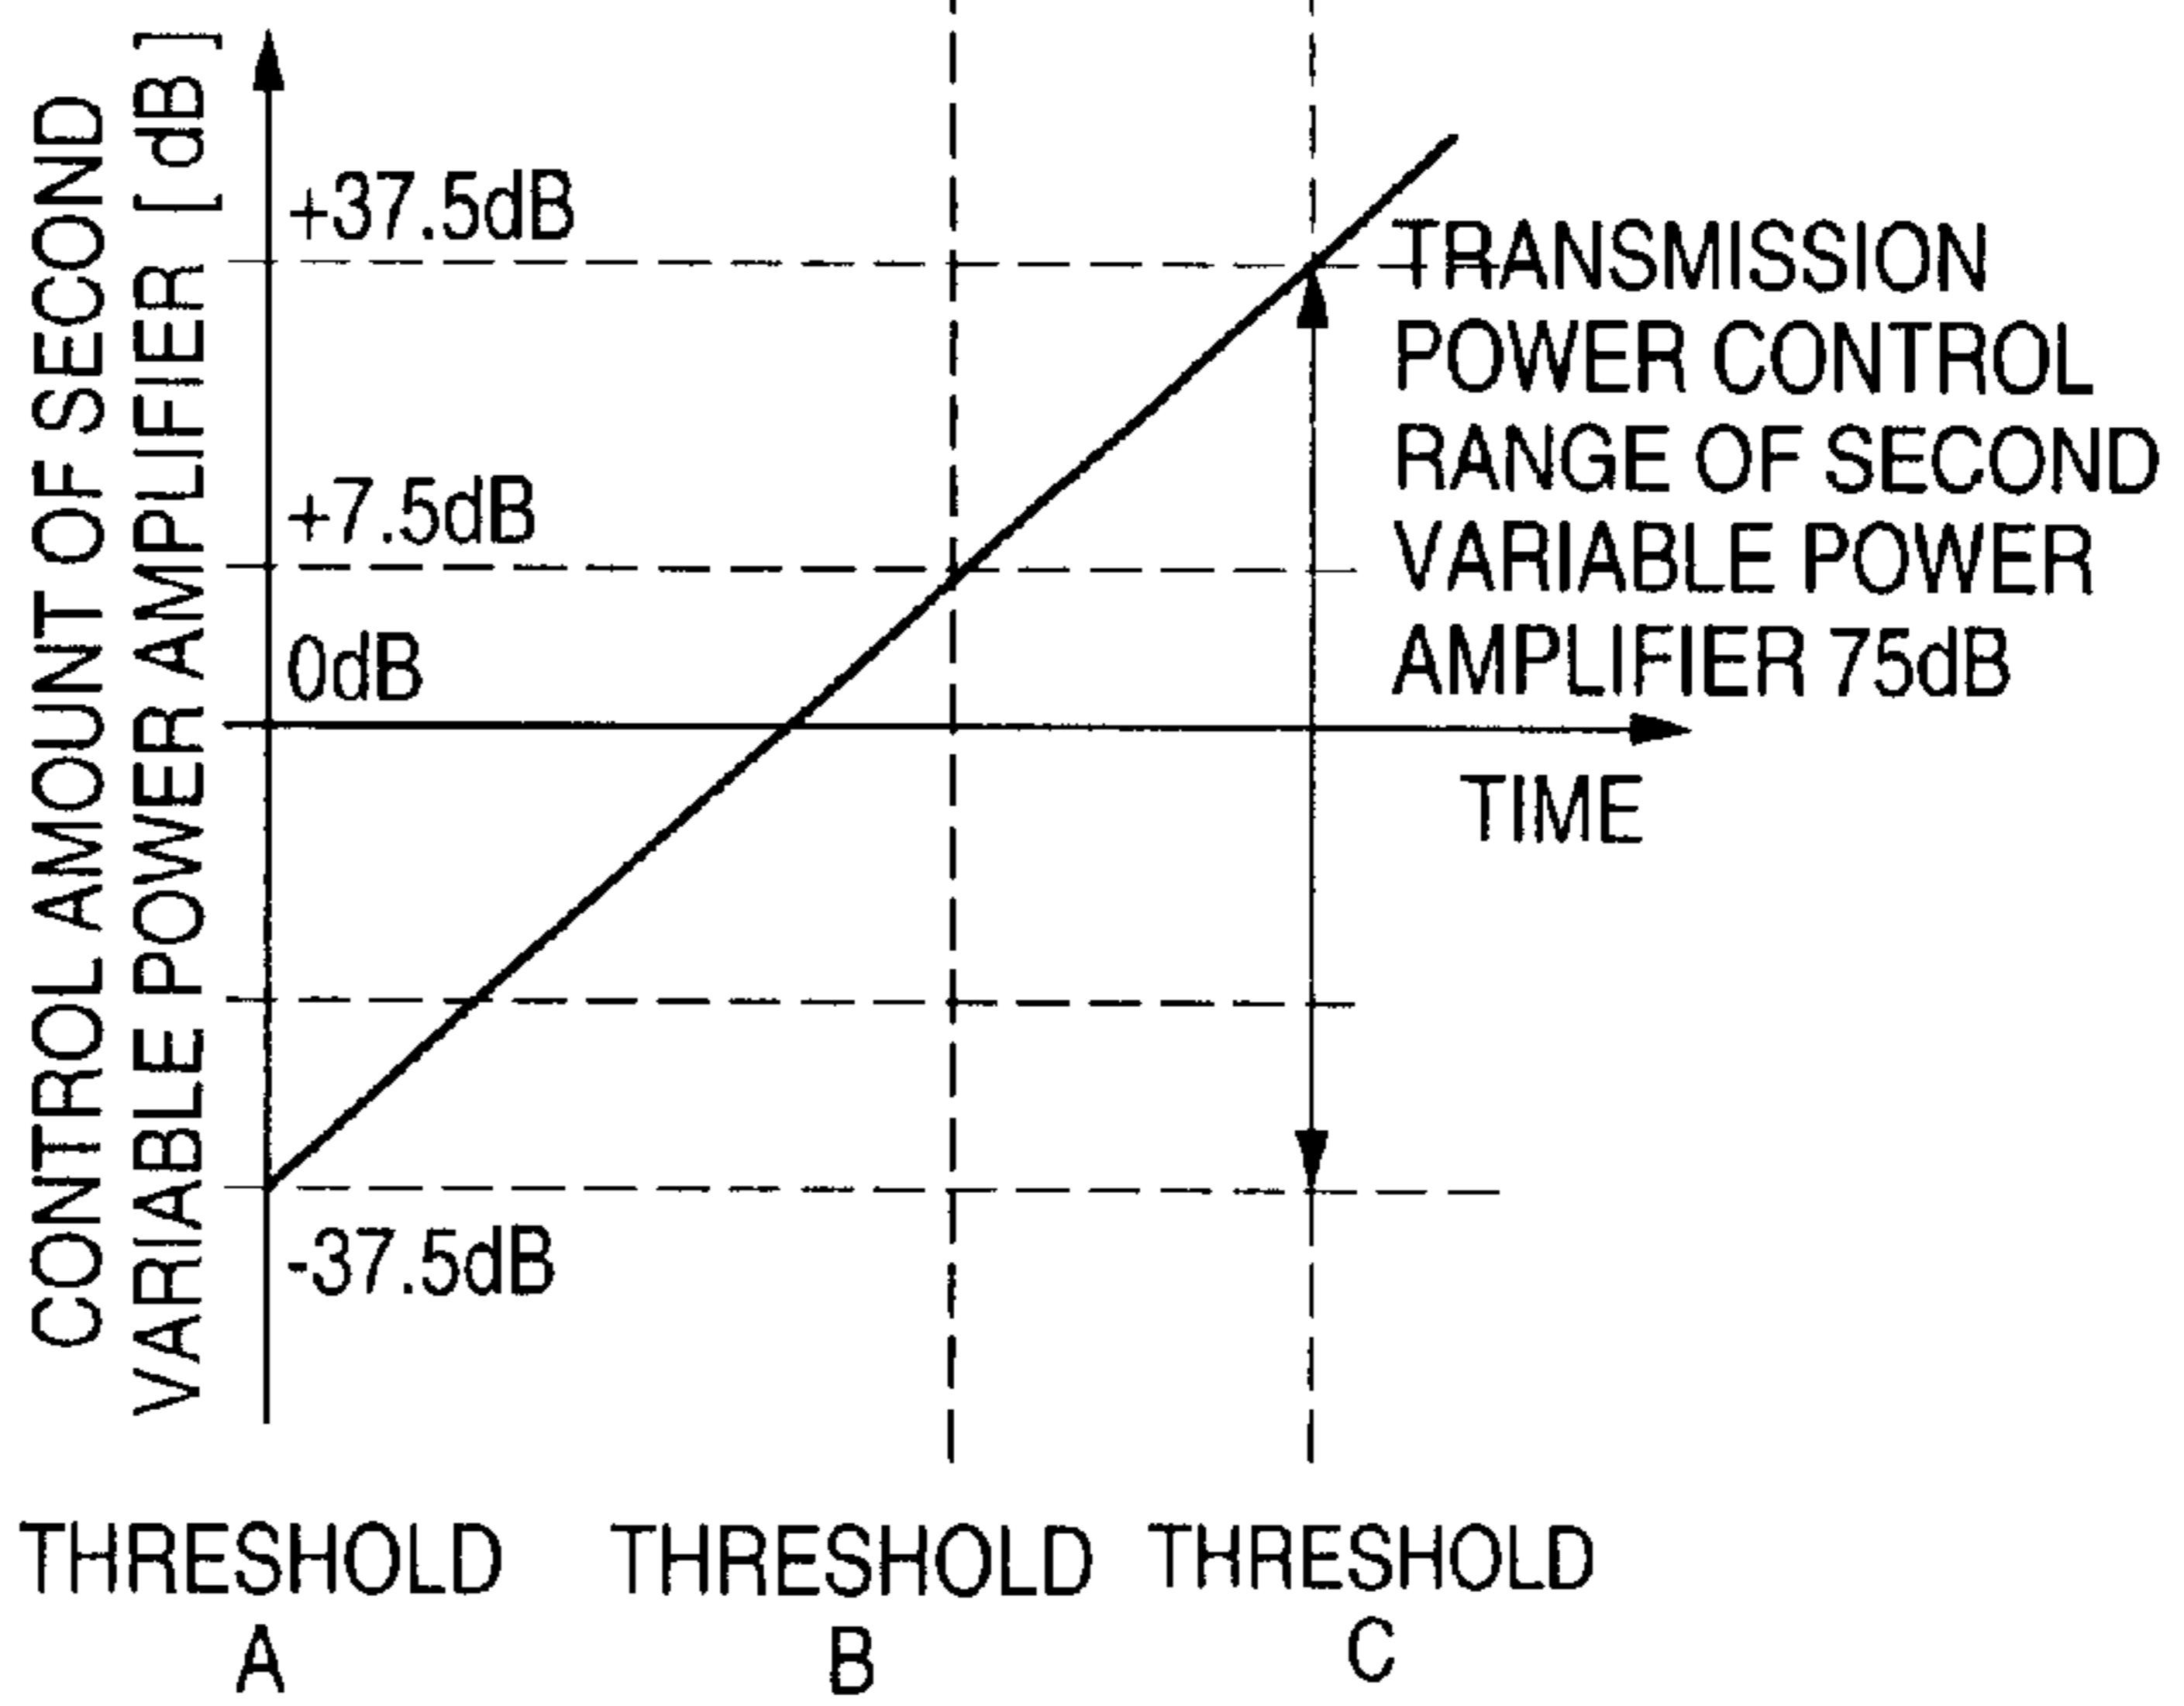 CONTROL AMOUNT OF SECOND
VARIABLE POWER AMPLIFIER [ dB ]
+37.5dB
+7.5dB
0dB
-37.5dB
TRANSMISSION
POWER CONTROL
RANGE OF SECOND
VARIABLE POWER
AMPLIFIER 75dB
TIME
THRESHOLD
A
THRESHOLD
B
THRESHOLD
C